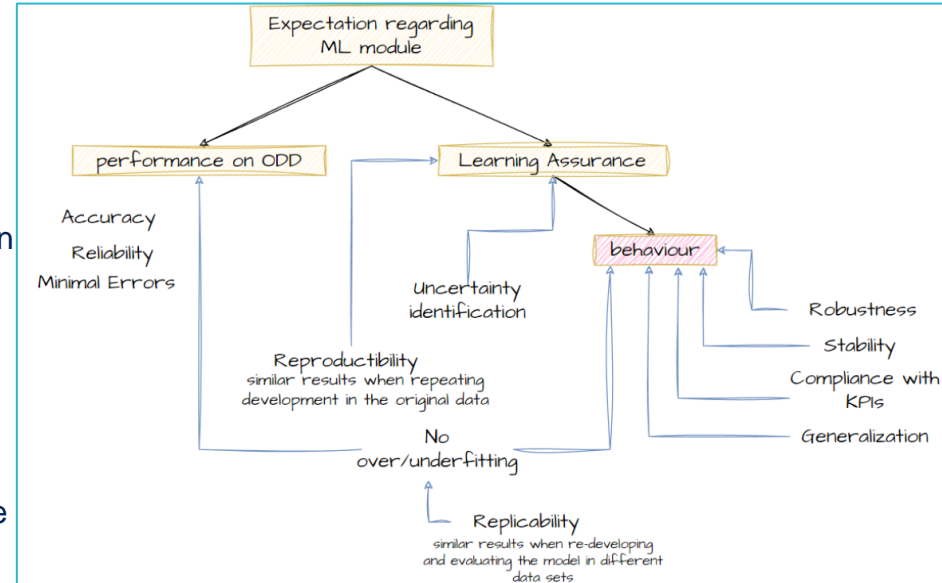 Expectation regarding
ML module
performance on ODD
Learning Assurance
Accuracy
Reliability
Minimal Errors
behaviour
Uncertainty
identification
Robustness
Stability
Compliance with
KPIs
Generalization
Reproductibility
similar results when repeating
development in the original data
No
over/underfitting
Replicability
similar results when re-developing
and evaluating the model in different
data sets